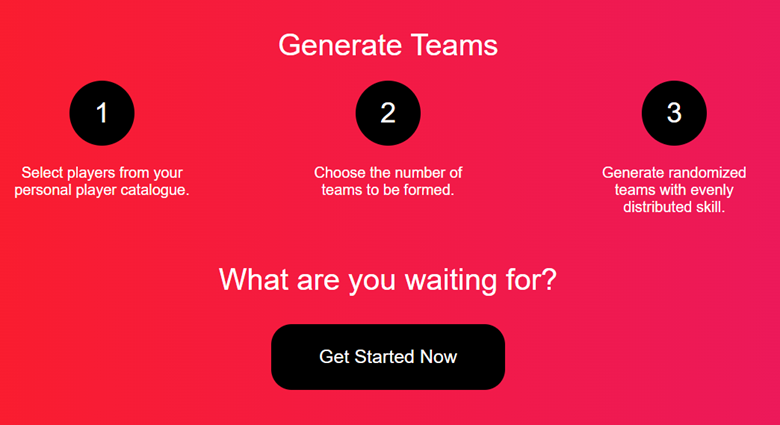 Generate Teams
1
2
3
Select players from your
personal player catalogue.
Choose the number of
teams to be formed.
Generate randomized
teams with evenly
distributed skill.
What are you waiting for?
Get Started Now